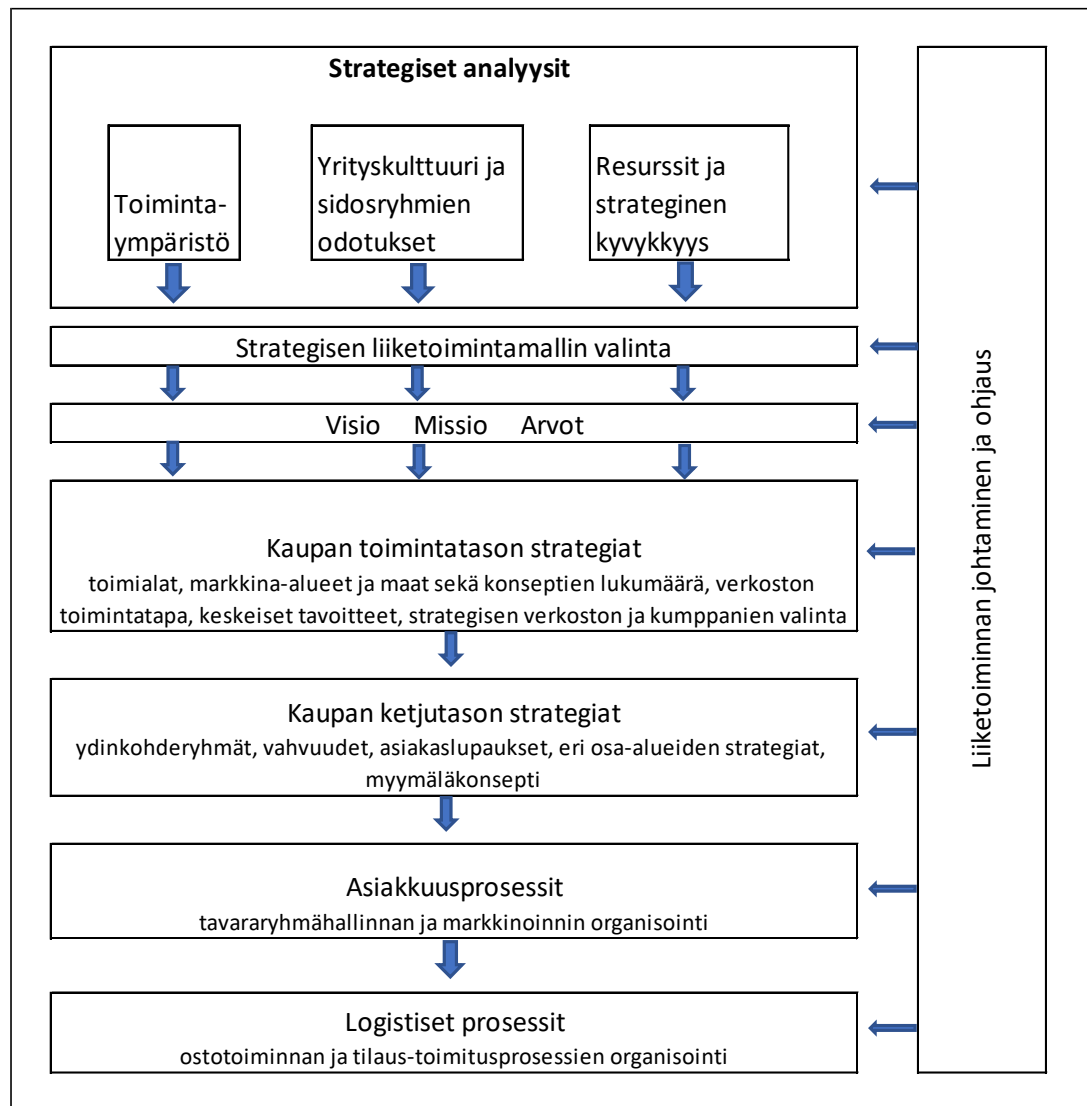 Strategiset analyysit
Toiminta-
ympäristö
Yrityskulttuuri ja
sidosryhmien
odotukset
Resurssit ja
strateginen
kyvykkyys
Strategisen liiketoimintamallin valinta
Visio Missio Arvot
Kaupan toimintatason strategiat
toimialat, markkina-alueet ja maat sekä konseptien lukumäärä, verkoston
toimintatapa, keskeiset tavoitteet, strategisen verkoston ja kumppanien valinta
Kaupan ketjutason strategiat
ydinkohderyhmät, vahvuudet, asiakaslupaukset, eri osa-alueiden strategiat,
myymäläkonsepti
Asiakkuusprosessit
tavararyhmähallinnan ja markkinoinnin organisointi
Logistiset prosessit
ostotoiminnan ja tilaus-toimitusprosessien organisointi
Liiketoiminnan johtaminen ja ohjaus